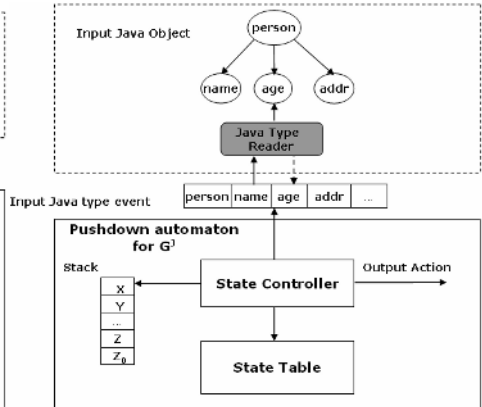 Input Java Object
person
name age addr
Java Type
Reader
Input Java type event
person name age addr ...
Pushdown automaton
for G^J
Stack
Output Action
X
Y
...
Z
Z₀
State Controller
State Table